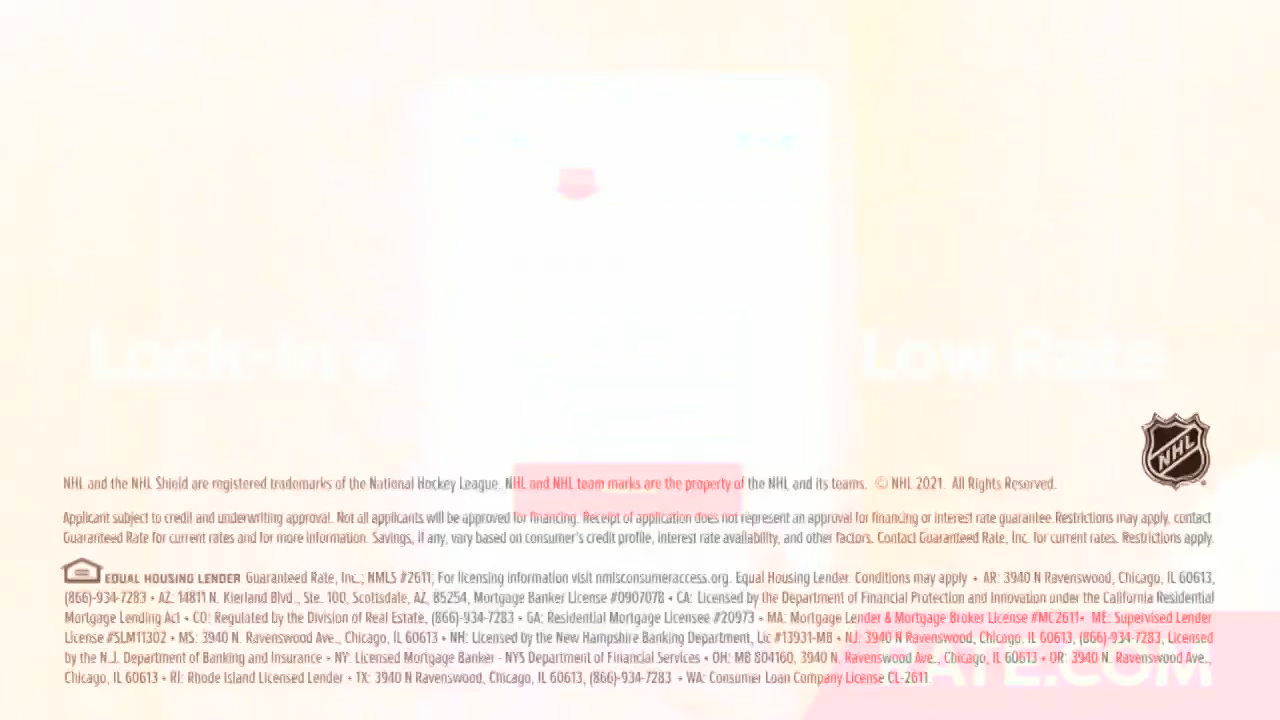 Lock-in a Low Rate
NHL
NHL and the NHL Shield are registered trademarks of the National Hockey League. NHL and NHL team marks are the property of the NHL and its teams. © NHL 2021. All Rights Reserved.
Applicant subject to credit and underwriting approval. Not all applicants will be approved for financing. Receipt of application does not represent an approval for financing or interest rate guarantee.Restrictions may apply, contact
Guaranteed Rate for current rates and for more information. Savings, if any, vary based on consumer's credit profile, interest rate availability, and other factors. Contact Guaranteed Rate, Inc. for current rates. Restrictions apply.
EQUAL HOUSING LENDER Guaranteed Rate, Inc.; NMLS #2611; For licensing information visit nmlsconsumeraccess.org. Equal Housing Lender. Conditions may apply • AR: 3940 N Ravenswood, Chicago, IL 60613,
(866)-934-7283 • AZ: 14811 N. Kierland Blvd., Ste. 100, Scottsdale, AZ, 85254, Mortgage Banker License #0907078 • CA: Licensed by the Department of Financial Protection and Innovation under the California Residential
Mortgage Lending Act • CO: Regulated by the Division of Real Estate, (866)-934-7283 • GA: Residential Mortgage Licensee #20973 • MA: Mortgage Lender & Mortgage Broker License #MC2611• ME: Supervised Lender
License #SLM11302 • MS: 3940 N. Ravenswood Ave., Chicago, IL 60613 • NH: Licensed by the New Hampshire Banking Department, Lic #13931-MB • NJ: 3940 N Ravenswood, Chicago, IL 60613, (866)-934-7283, Licensed
by the N.J. Department of Banking and Insurance • NY: Licensed Mortgage Banker - NYS Department of Financial Services • OH: MB 804160, 3940 N. Ravenswood Ave., Chicago, IL 60613 • OR: 3940 N. Ravenswood Ave.,
Chicago, IL 60613 • RI: Rhode Island Licensed Lender • TX: 3940 N Ravenswood, Chicago, IL 60613, (866)-934-7283 • WA: Consumer Loan Company License CL-2611
RATE.COM